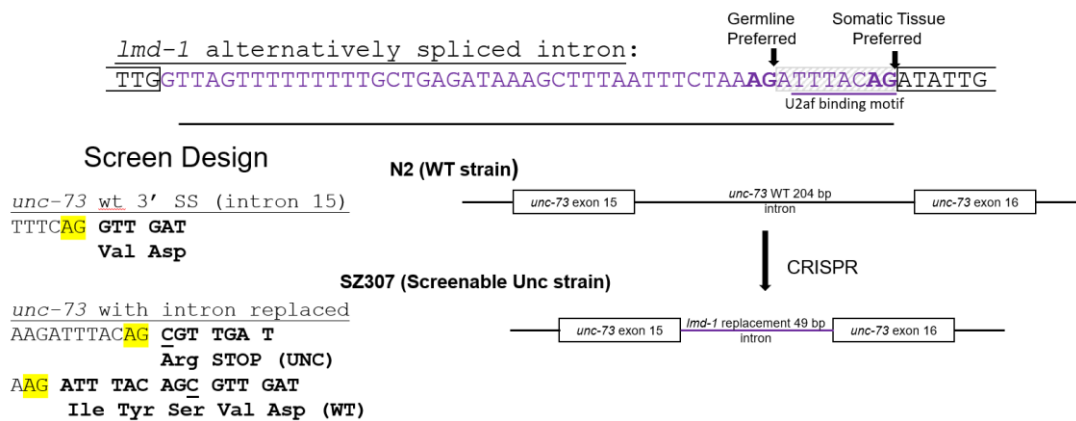 Germline Preferred
Somatic Tissue Preferred
lmd-1 alternatively spliced intron:
TTGGTTAGTTTTTTTTTGCTGAGATAAAGCTTTAATTTCTAAAGATTTACAGATATTG
U2af binding motif
Screen Design
unc-73 wt 3' SS (intron 15)
TTTCAG GTT GAT
Val Asp
unc-73 with intron replaced
AAGATTTACAG CGT TGA T
Arg STOP (UNC)
AAG ATT TAC AGC GTT GAT
Ile Tyr Ser Val Asp (WT)
N2 (WT strain)
unc-73 exon 15
unc-73 WT 204 bp
intron
unc-73 exon 16
CRISPR
SZ307 (Screenable Unc strain)
unc-73 exon 15
lmd-1 replacement 49 bp
intron
unc-73 exon 16